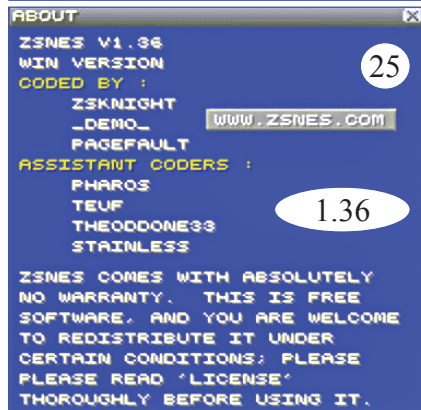 ABOUT
ZSNES V1.36
WIN VERSION
25
CODED BY :
ZSKNIGHT
_DEMO_
WWW.ZSNES.COM
PAGEFAULT
ASSISTANT CODERS :
PHAROS
TEUF
1.36
THEODDONE33
STAINLESS
ZSNES COMES WITH ABSOLUTELY
NO WARRANTY. THIS IS FREE
SOFTWARE, AND YOU ARE WELCOME
TO REDISTRIBUTE IT UNDER
CERTAIN CONDITIONS; PLEASE
PLEASE READ 'LICENSE'
THOROUGHLY BEFORE USING IT.